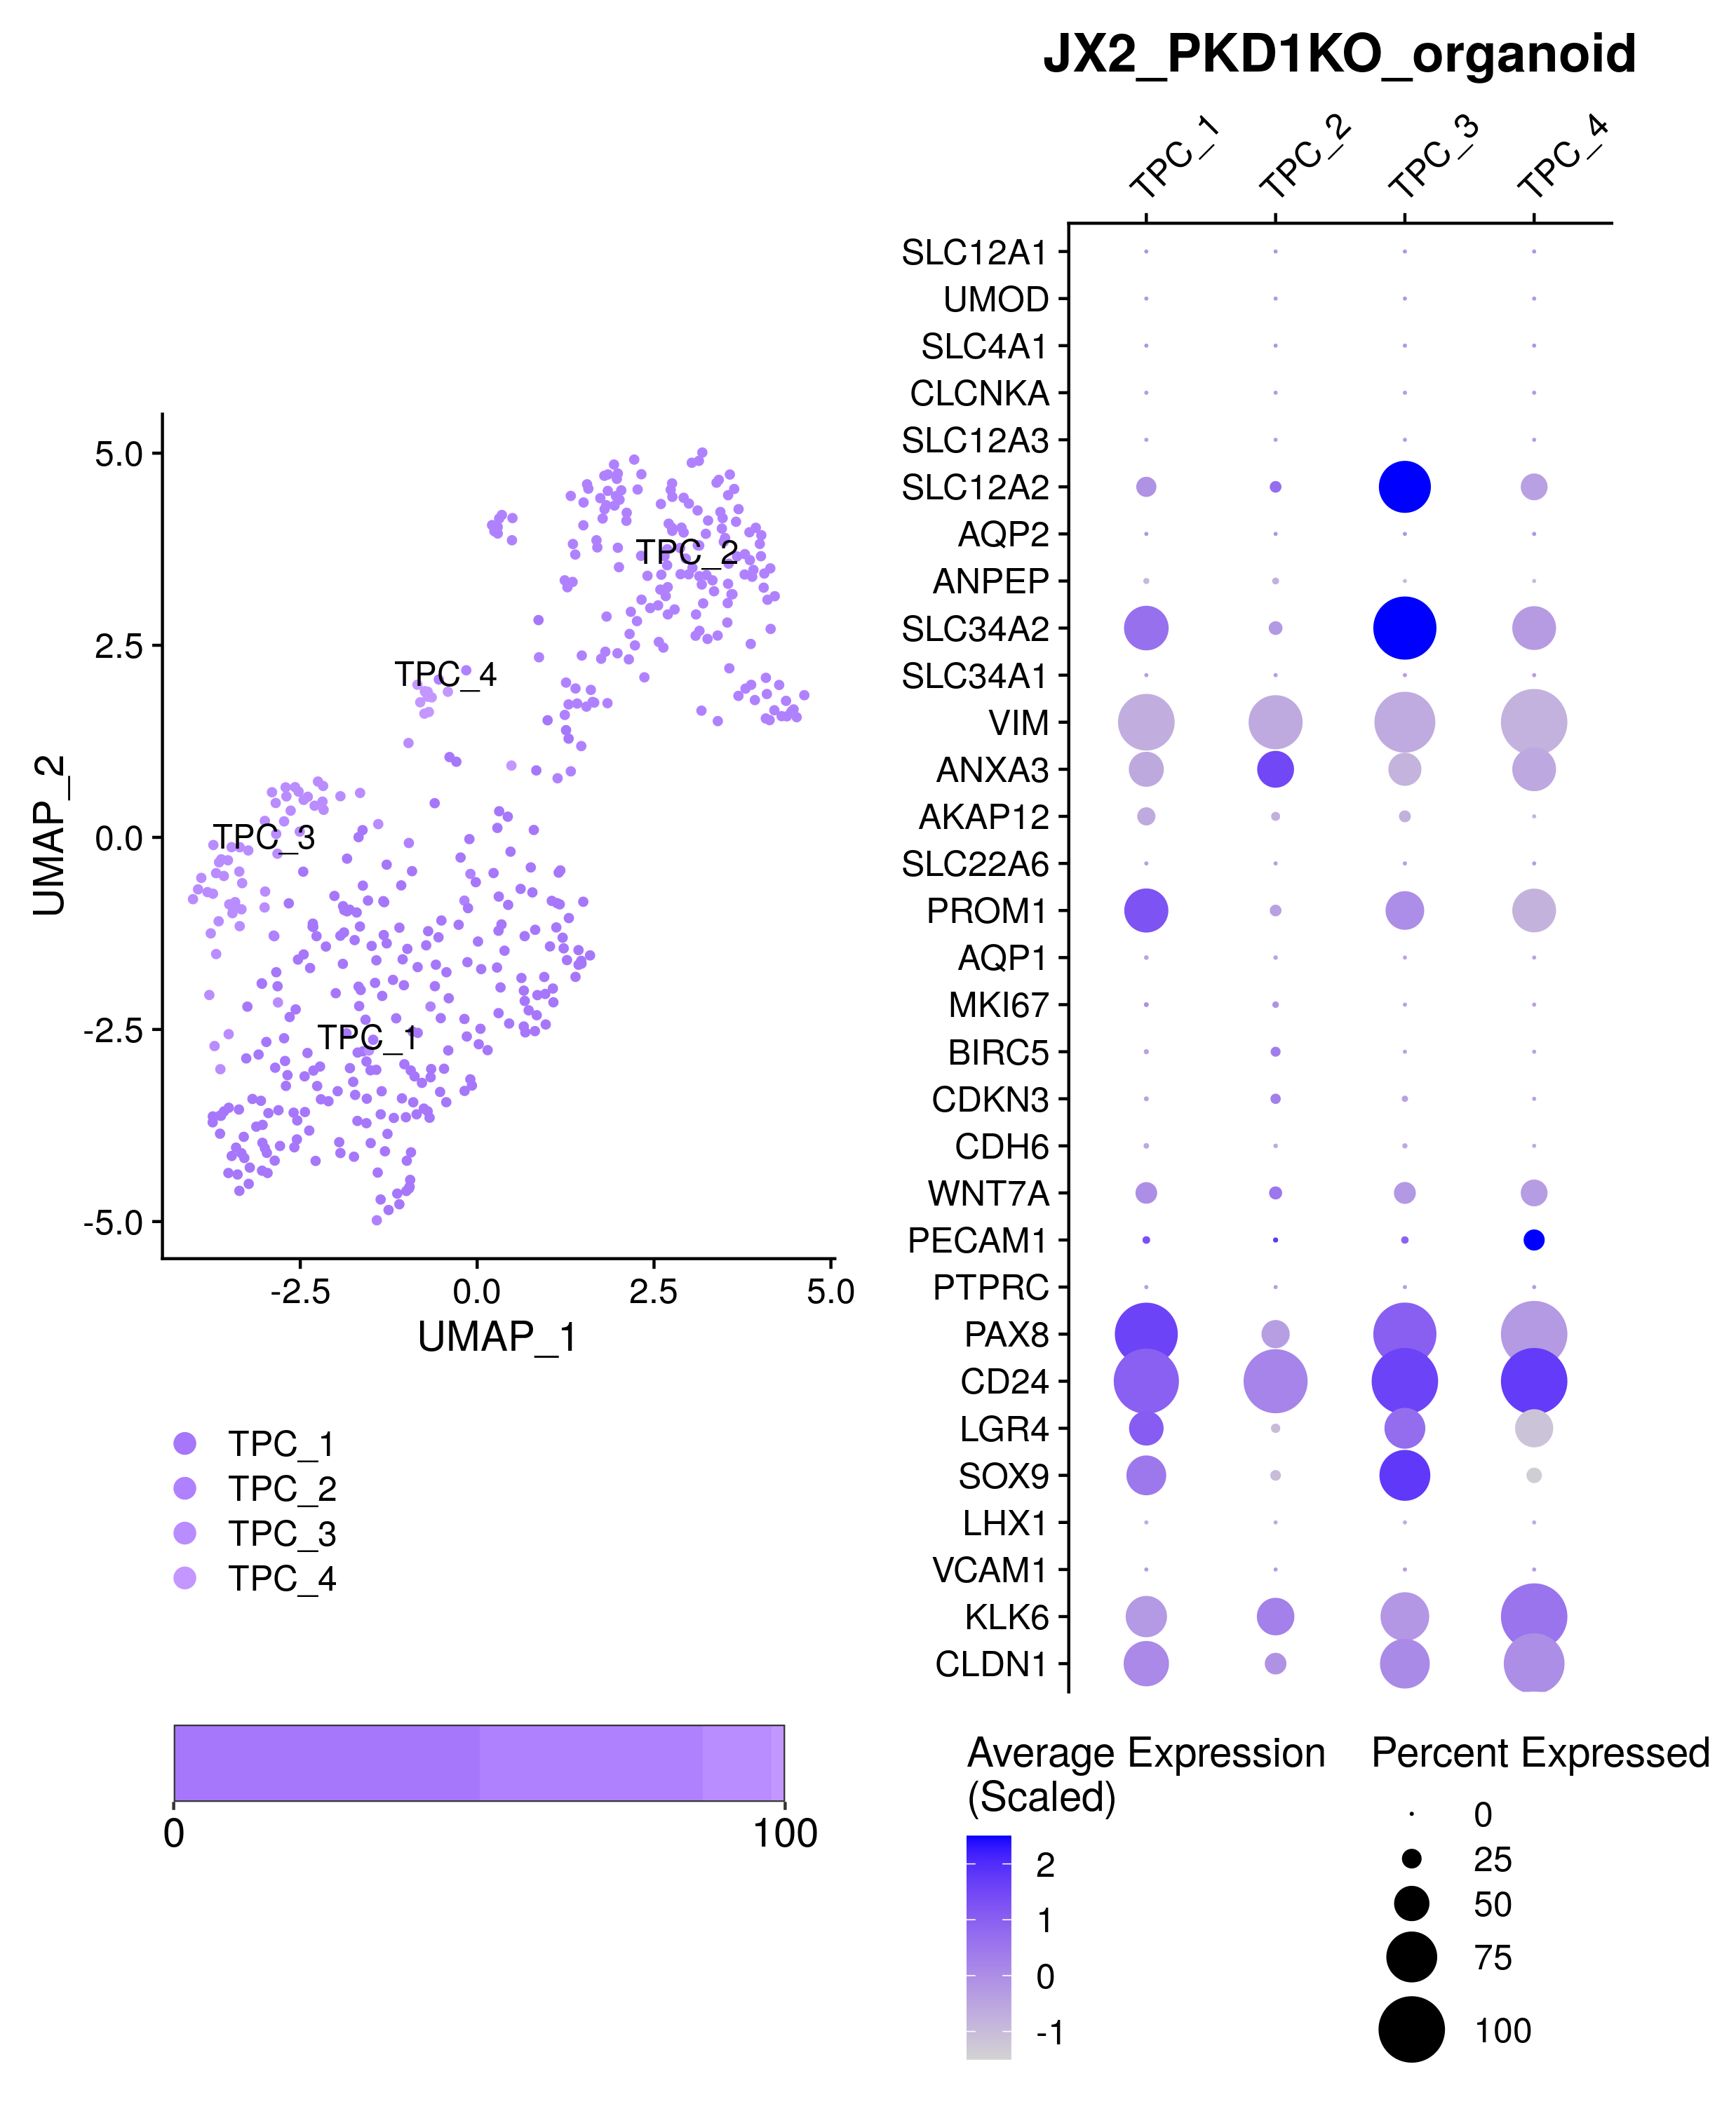 JX2_PKD1KO_organoid
TPC_1
TPC_2
TPC_3
TPC_4
SLC12A1
UMOD
SLC4A1
CLCNKA
SLC12A3
SLC12A2
AQP2
ANPEP
SLC34A2
SLC34A1
VIM
ANXA3
AKAP12
SLC22A6
PROM1
AQP1
MKI67
BIRC5
CDKN3
CDH6
WNT7A
PECAM1
PTPRC
PAX8
CD24
LGR4
SOX9
LHX1
VCAM1
KLK6
CLDN1
UMAP_2
5.0
2.5
0.0
-2.5
-5.0
TPC_2
TPC_4
TPC_3
TPC_1
-2.5
0.0
2.5
5.0
UMAP_1
TPC_1
TPC_2
TPC_3
TPC_4
0
100
Average Expression
(Scaled)
2
1
0
-1
Percent Expressed
0
25
50
75
100